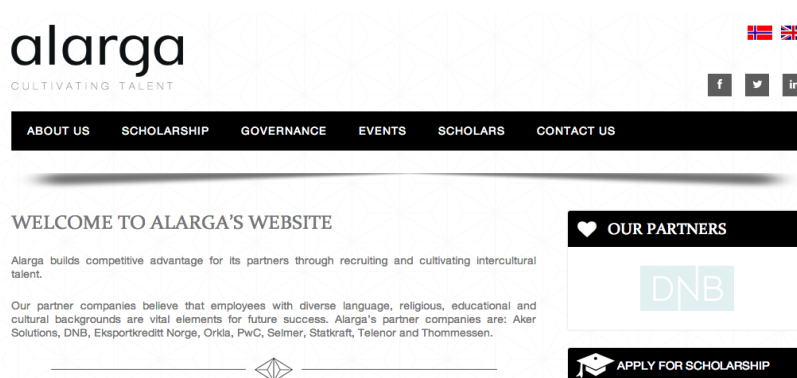 alarga
CULTIVATING TALENT
f
in
ABOUT US SCHOLARSHIP GOVERNANCE EVENTS SCHOLARS CONTACT US
WELCOME TO ALARGA'S WEBSITE
Alarga builds competitive advantage for its partners through recruiting and cultivating intercultural
talent.
Our partner companies believe that employees with diverse language, religious, educational and
cultural backgrounds are vital elements for future success. Alarga's partner companies are: Aker
Solutions, DNB, Eksportkreditt Norge, Orkla, PwC, Selmer, Statkraft, Telenor and Thommessen.
OUR PARTNERS
DNB
APPLY FOR SCHOLARSHIP